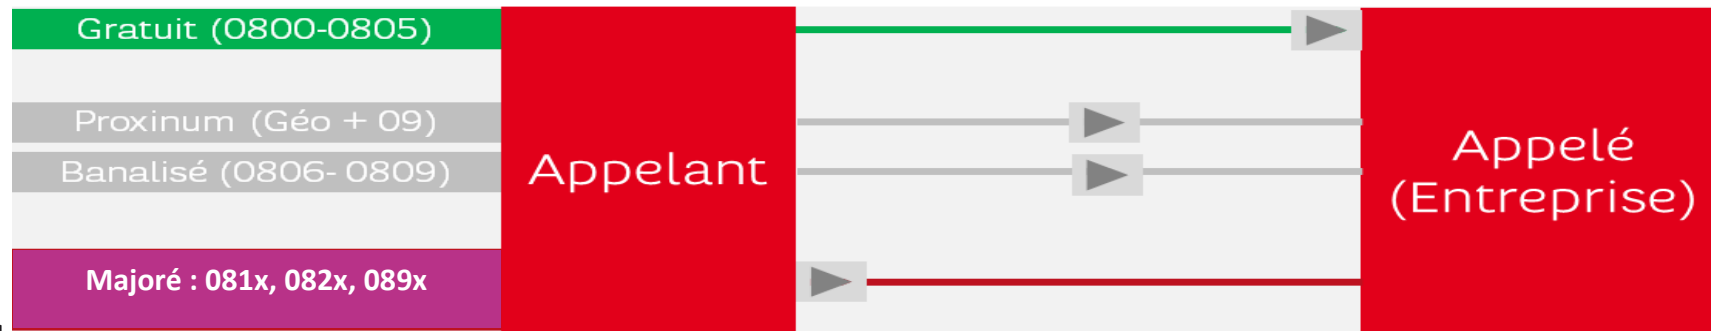 Gratuit (0800-0805)
Proxinum (Géo + 09)
Banalisé (0806- 0809)
Majoré : 081x, 082x, 089x
Appelant
Appelé
(Entreprise)